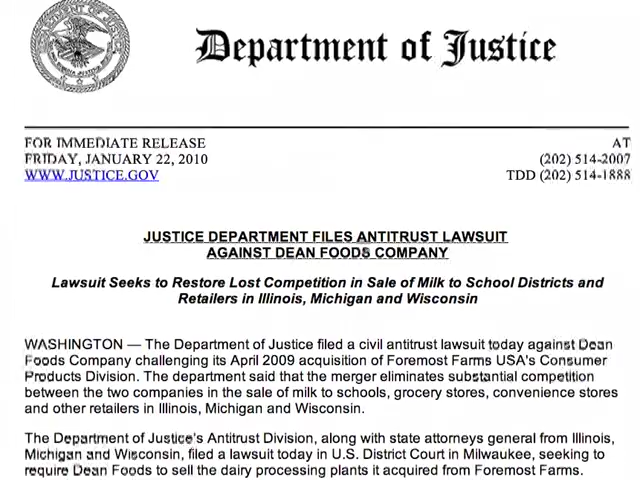 Department of Justice
FOR IMMEDIATE RELEASE
AT
FRIDAY, JANUARY 22, 2010
(202) 514-2007
WWW.JUSTICE.GOV
TDD (202) 514-1888
JUSTICE DEPARTMENT FILES ANTITRUST LAWSUIT
AGAINST DEAN FOODS COMPANY
Lawsuit Seeks to Restore Lost Competition in Sale of Milk to School Districts and
Retailers in Illinois, Michigan and Wisconsin
WASHINGTON — The Department of Justice filed a civil antitrust lawsuit today against Dean
Foods Company challenging its April 2009 acquisition of Foremost Farms USA's Consumer
Products Division. The department said that the merger eliminates substantial competition
between the two companies in the sale of milk to schools, grocery stores, convenience stores
and other retailers in Illinois, Michigan and Wisconsin.
The Department of Justice's Antitrust Division, along with state attorneys general from Illinois,
Michigan and Wisconsin, filed a lawsuit today in U.S. District Court in Milwaukee, seeking to
require Dean Foods to sell the dairy processing plants it acquired from Foremost Farms.